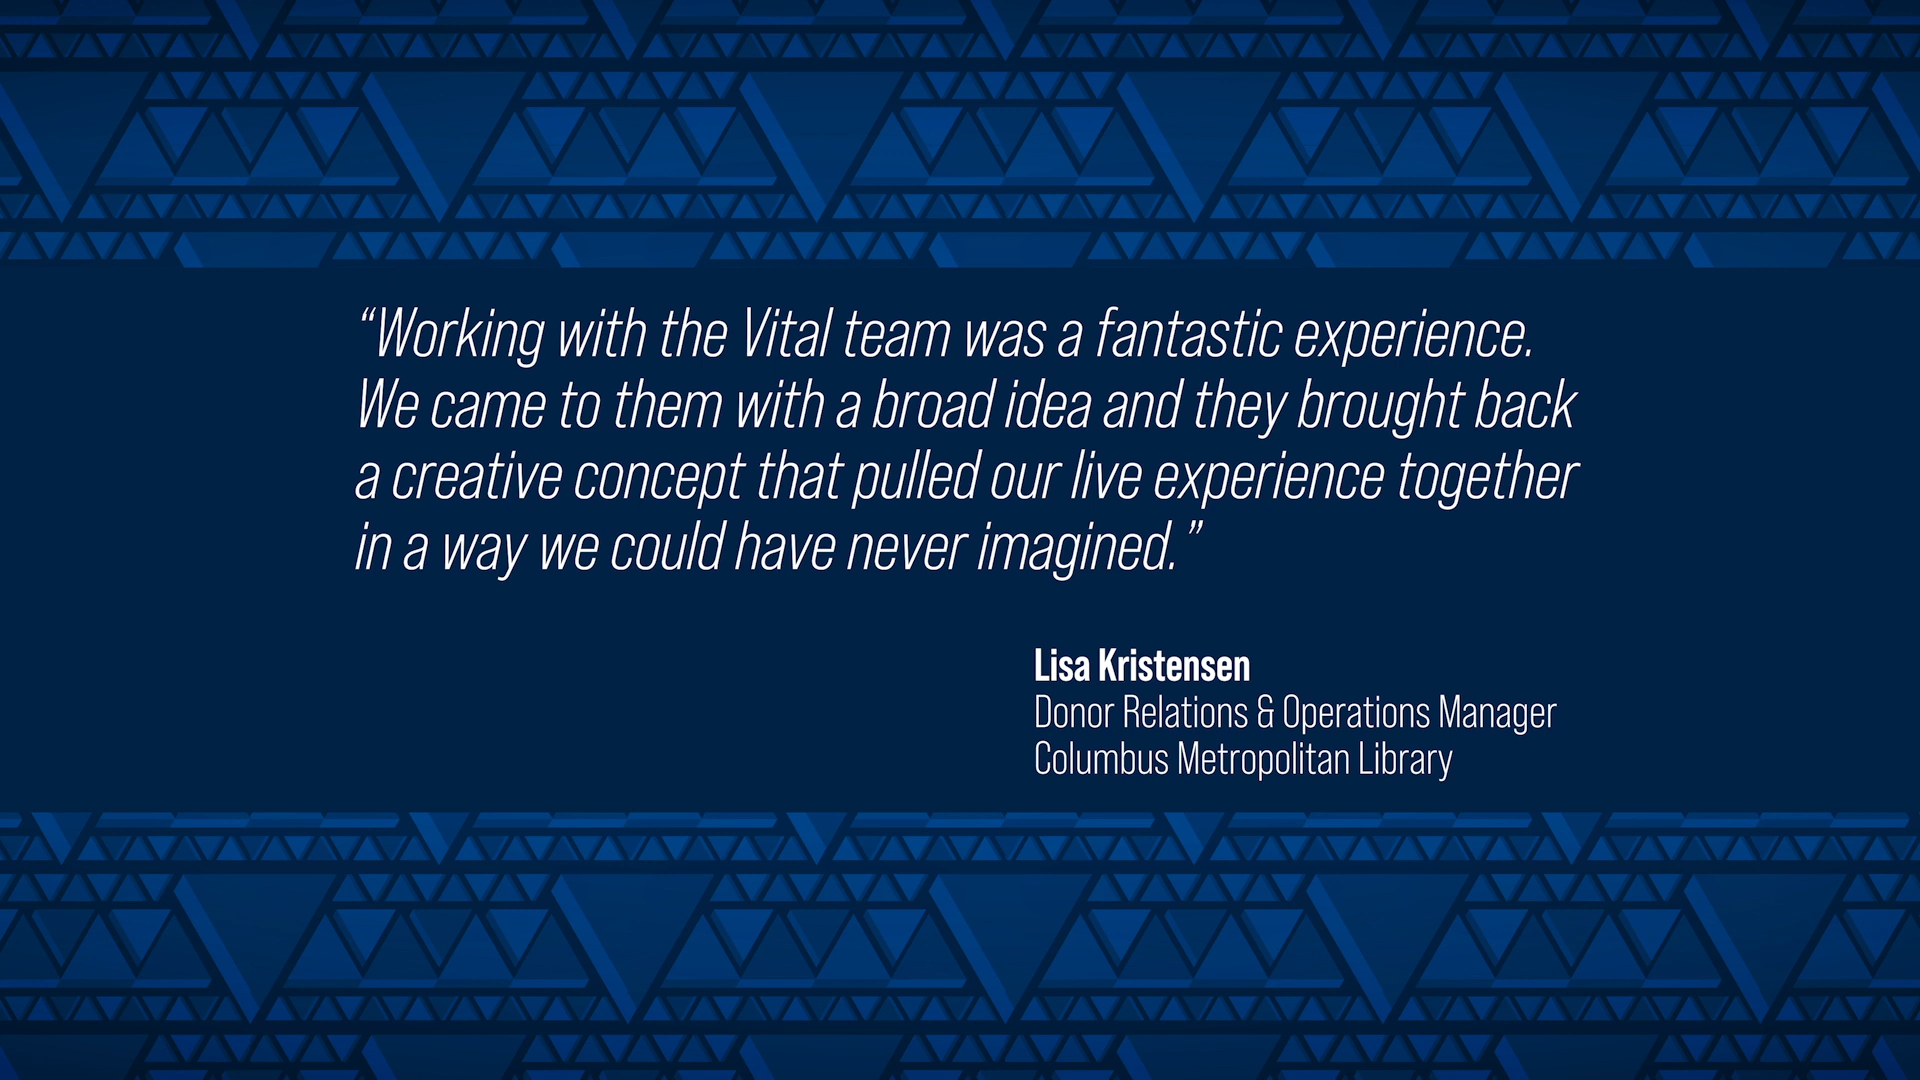 “Working with the Vital team was a fantastic experience.
We came to them with a broad idea and they brought back
a creative concept that pulled our live experience together
in a way we could have never imagined.”
Lisa Kristensen
Donor Relations & Operations Manager
Columbus Metropolitan Library